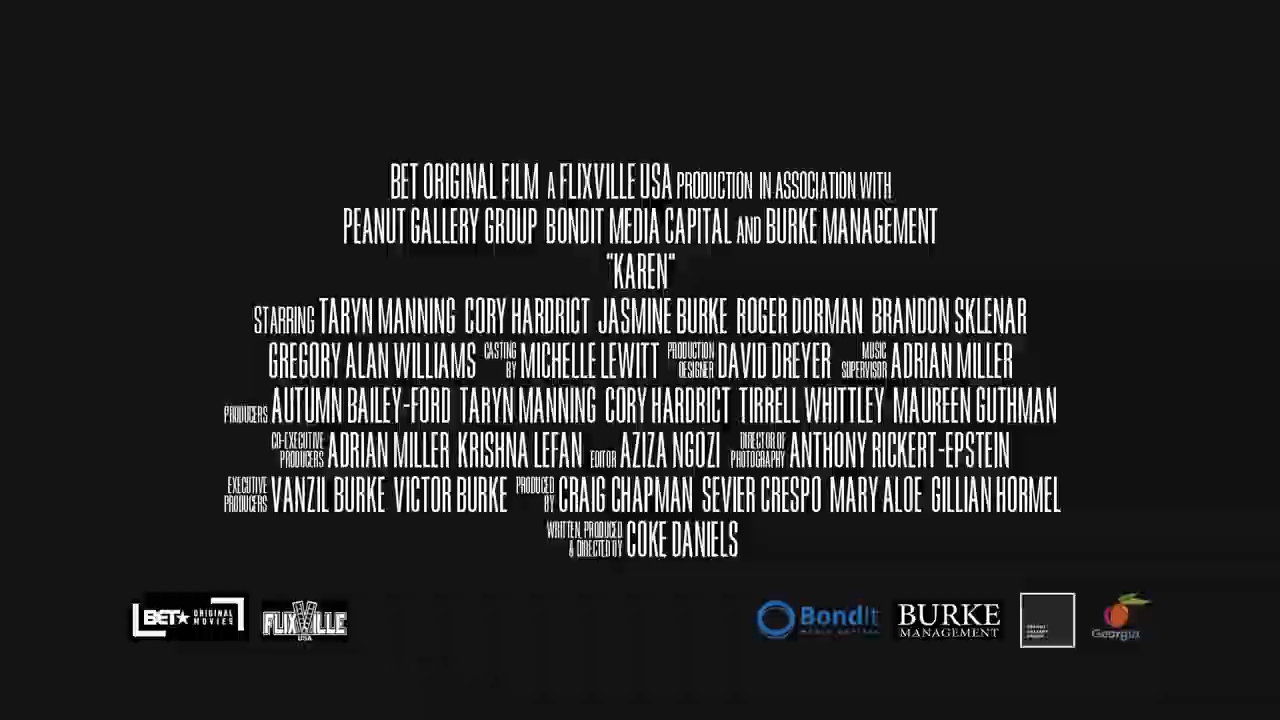 BET ORIGINAL FILM A FLIXVILLE USA PRODUCTION IN ASSOCIATION WITH
PEANUT GALLERY GROUP BONDIT MEDIA CAPITAL AND BURKE MANAGEMENT
"KAREN"
STARRING TARYN MANNING CORY HARDRICT JASMINE BURKE ROGER DORMAN BRANDON SKLENAR
GREGORY ALAN WILLIAMS CASTING BY MICHELLE LEWITT PRODUCTION DESIGNER DAVID DREYER MUSIC SUPERVISOR ADRIAN MILLER
PRODUCERS AUTUMN BAILEY-FORD TARYN MANNING CORY HARDRICT TIRRELL WHITTLEY MAUREEN GUTHMAN
CO-EXECUTIVE PRODUCERS ADRIAN MILLER KRISHNA LEFAN EDITOR AZIZA NGOZI DIRECTOR OF PHOTOGRAPHY ANTHONY RICKERT-EPSTEIN
EXECUTIVE PRODUCERS VANZIL BURKE VICTOR BURKE PRODUCED BY CRAIG CHAPMAN SEVIER CRESPO MARY ALOE GILLIAN HORMEL
WRITTEN, PRODUCED & DIRECTED BY COKE DANIELS
BET ORIGINAL MOVIES
FLIXVILLE USA
BondIt MEDIA CAPITAL
BURKE MANAGEMENT
PEANUT GALLERY GROUP
Georgia